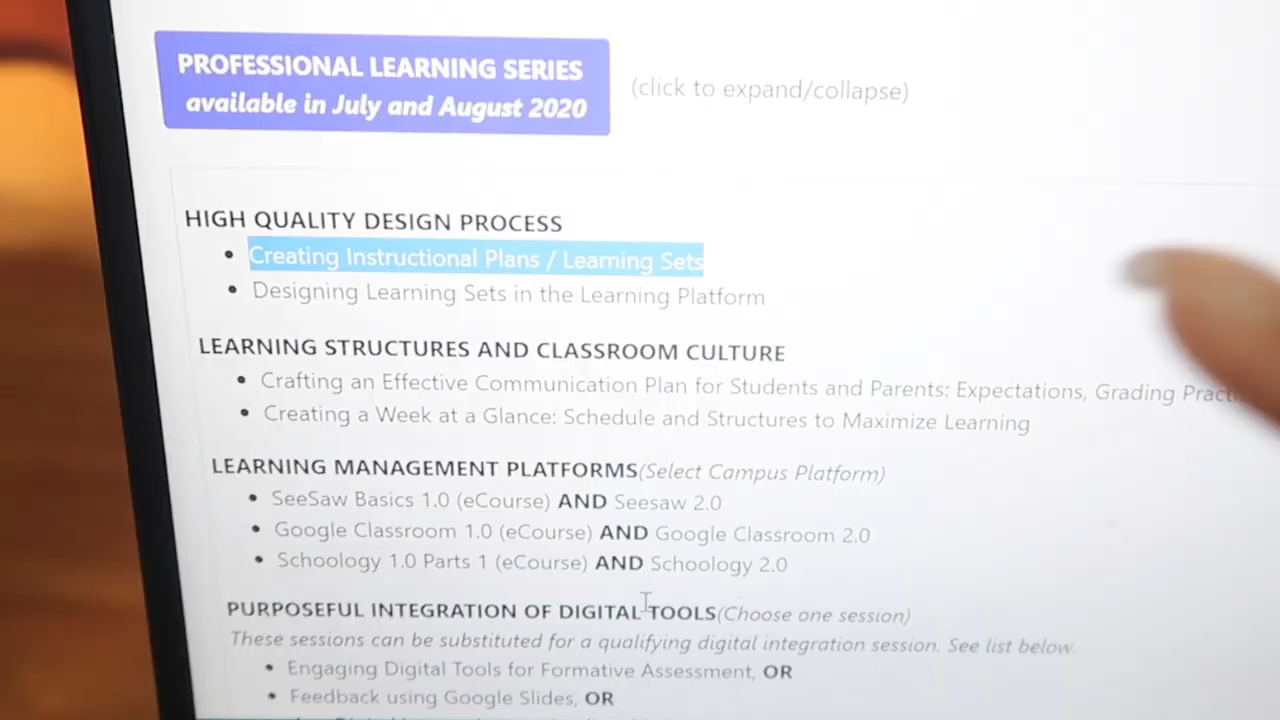 PROFESSIONAL LEARNING SERIES
available in July and August 2020
(click to expand/collapse)
HIGH QUALITY DESIGN PROCESS
• Creating Instructional Plans / Learning Sets
• Designing Learning Sets in the Learning Platform
LEARNING STRUCTURES AND CLASSROOM CULTURE
• Crafting an Effective Communication Plan for Students and Parents: Expectations, Grading
• Creating a Week at a Glance: Schedule and Structures to Maximize Learning
LEARNING MANAGEMENT PLATFORMS(Select Campus Platform)
• SeeSaw Basics 1.0 (eCourse) AND Seesaw 2.0
• Google Classroom 1.0 (eCourse) AND Google Classroom 2.0
• Schoology 1.0 Parts 1 (eCourse) AND Schoology 2.0
PURPOSEFUL INTEGRATION OF DIGITAL TOOLS(Choose one session)
These sessions can be substituted for a qualifying digital integration session. See list below.
• Engaging Digital Tools for Formative Assessment, OR
• Feedback using Google Slides, OR